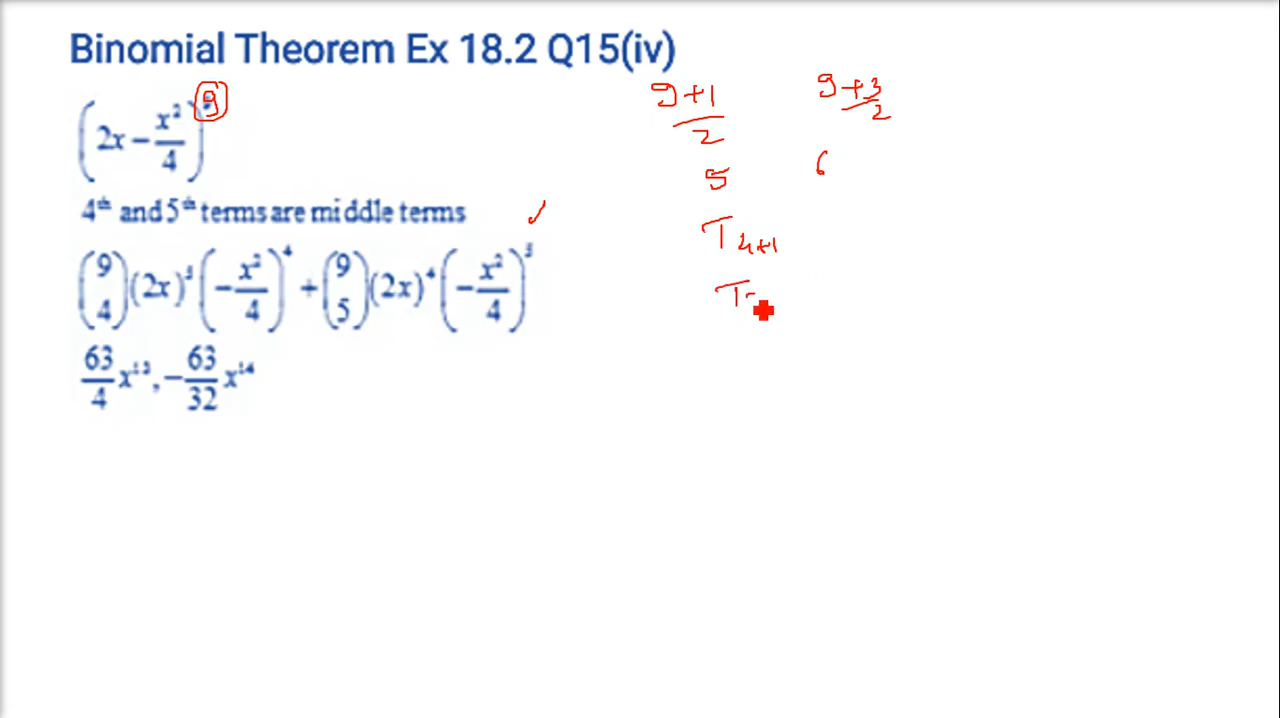 Binomial Theorem Ex 18.2 Q15(iv)
(2x − x²/4)⁹
4th and 5th terms are middle terms ✓
(9 4)(2x)⁵(−x²/4)⁴ + (9 5)(2x)⁴(−x²/4)⁵
63/4 x¹³, −63/32 x¹⁴
9+1/2 9+3/2
5 6
T4+1
T